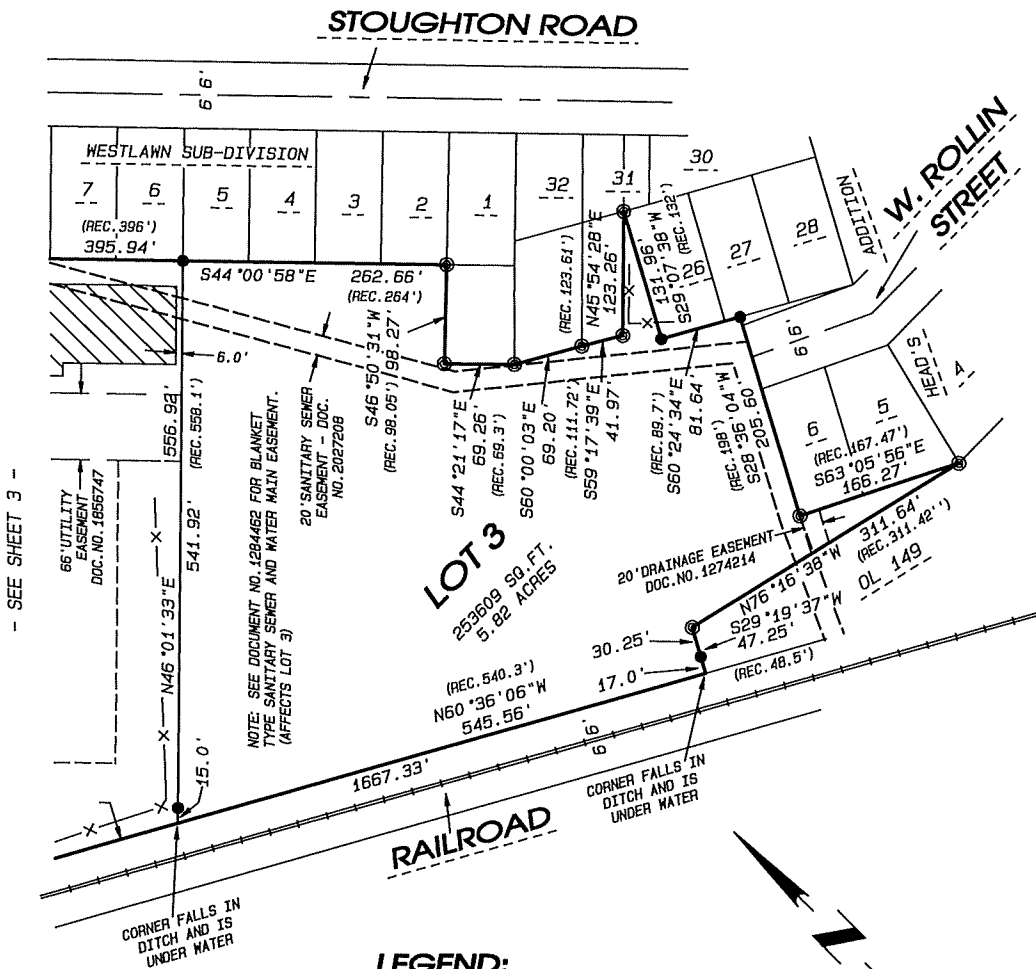 STOUGHTON ROAD
66'
WESTLAWN SUB-DIVISION
7
6
5
4
3
2
1
32
31
30
(REC.396')
395.94'
S44°00'58"E
262.66'
(REC.264')
S46°50'31"W
98.27'
(REC.98.05')
(REC.123.61')
N45°54'28"E
123.26'
131.96'
S29°07'38"W
(REC.132')
26
27
28
ADDITION
W. ROLLIN
STREET
66'
6.0'
556.92'
(REC.558.1')
541.92'
N46°01'33"E
66'UTILITY
EASEMENT
DOC.NO.1856747
- SEE SHEET 3 -
NOTE: SEE DOCUMENT NO.1284462 FOR BLANKET
TYPE SANITARY SEWER AND WATER MAIN EASEMENT.
(AFFECTS LOT 3)
20'SANITARY SEWER
EASEMENT - DOC.
NO.2027208
S44°21'17"E
69.26'
(REC.69.3')
S60°00'03"E
69.20'
(REC.111.72')
S59°17'39"E
41.97'
(REC.89.7')
S60°24'34"E
81.64'
(REC.198')
S28°36'04"W
205.60'
6
5
HEAD'S
4
(REC.167.47')
S63°05'56"E
166.27'
LOT 3
253609 SQ.FT.
5.82 ACRES
20'DRAINAGE EASEMENT
DOC.NO.1274214
311.64'
(REC.311.42'')
N76°16'38"W
OL 149
S29°19'37"W
47.25'
(REC.48.5')
30.25'
17.0'
(REC.540.3')
N60°36'06"W
545.56'
1667.33'
15.0'
66'
RAILROAD
CORNER FALLS IN
DITCH AND IS
UNDER WATER
CORNER FALLS IN
DITCH AND IS
UNDER WATER
LEGEND: